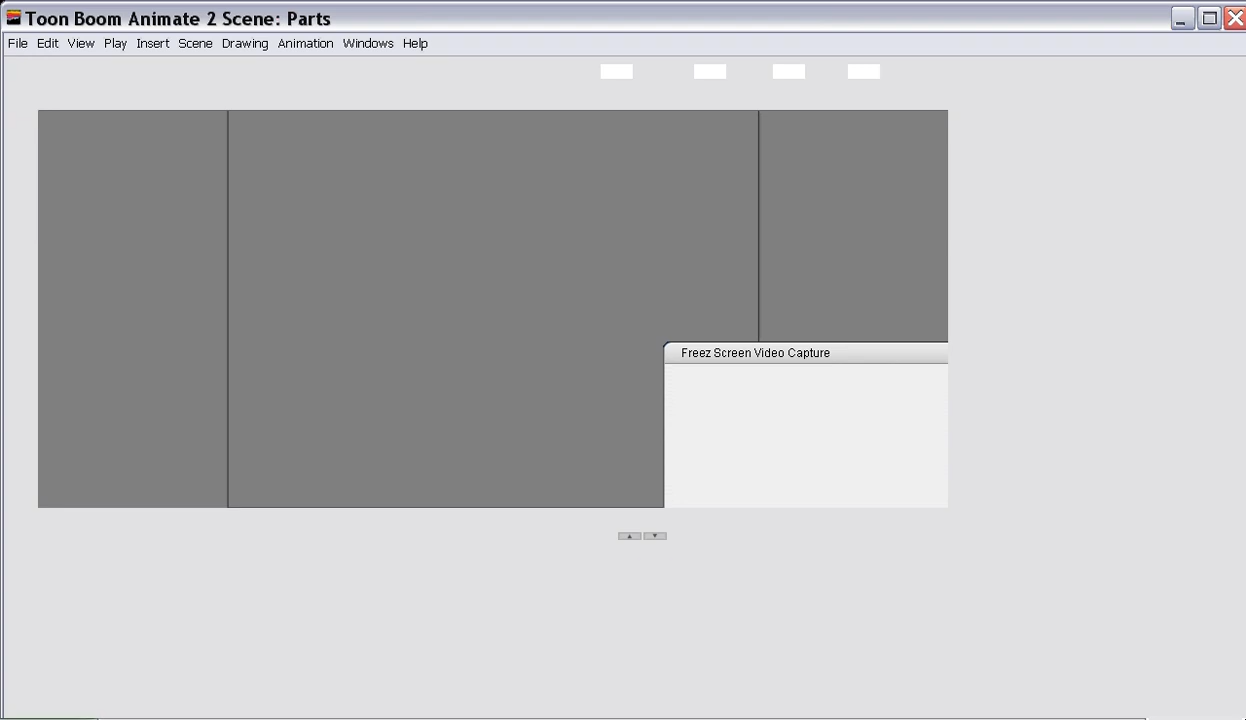 Toon Boom Animate 2 Scene: Parts
File Edit View Play Insert Scene Drawing Animation Windows Help
Freez Screen Video Capture